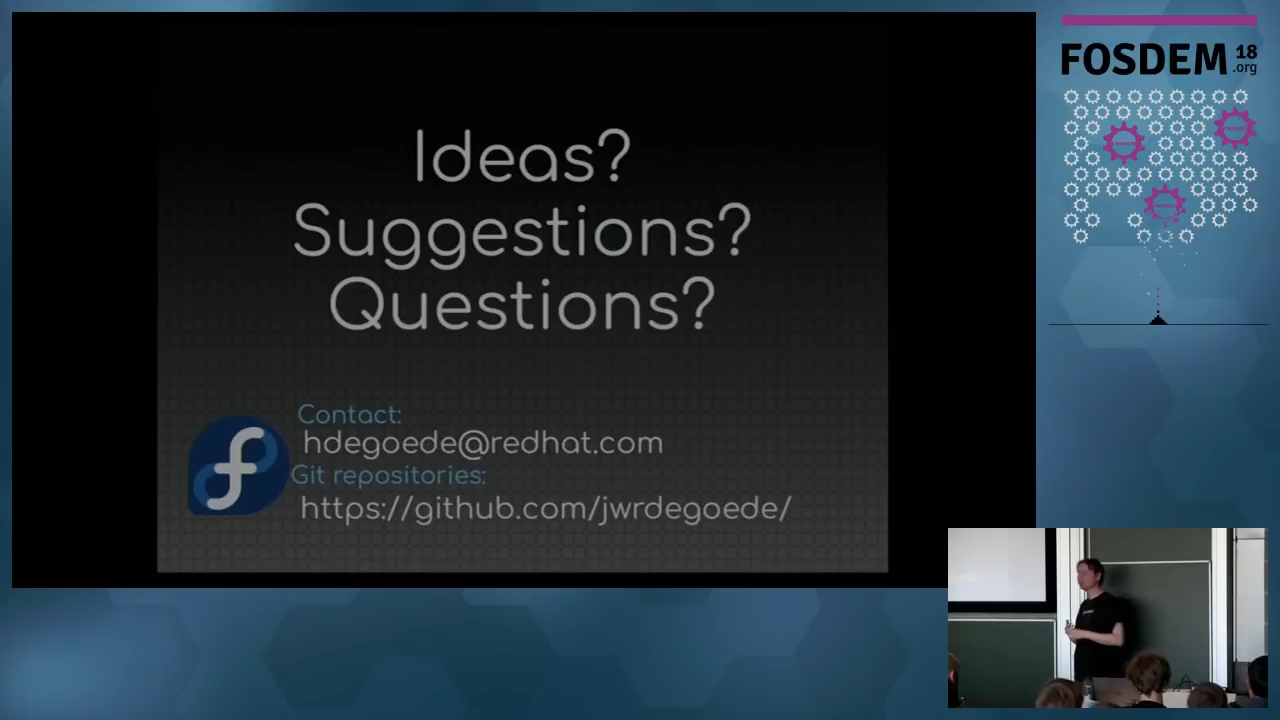 Ideas?
Suggestions?
Questions?
Contact:
hdegoede@redhat.com
Git repositories:
https://github.com/jwrdegoede/
FOSDEM 18
.org